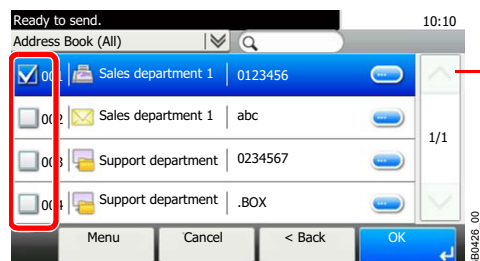 Ready to send. 10:10
Address Book (All)
001 Sales department 1 0123456
002 Sales department 1 abc
1/1
003 Support department 0234567
004 Support department .BOX
Menu Cancel < Back OK
B0426_00